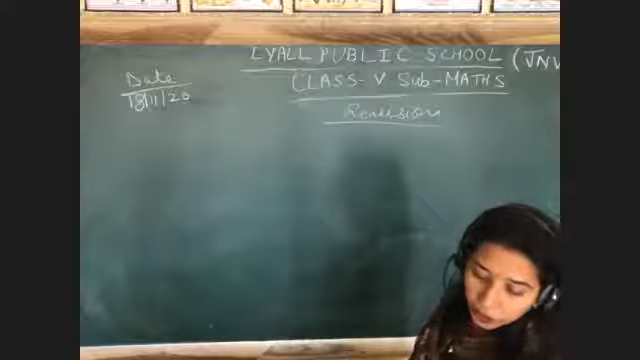 LYALL PUBLIC SCHOOL (JNV
CLASS-V Sub-MATHS
Date
18/11/20
Revision